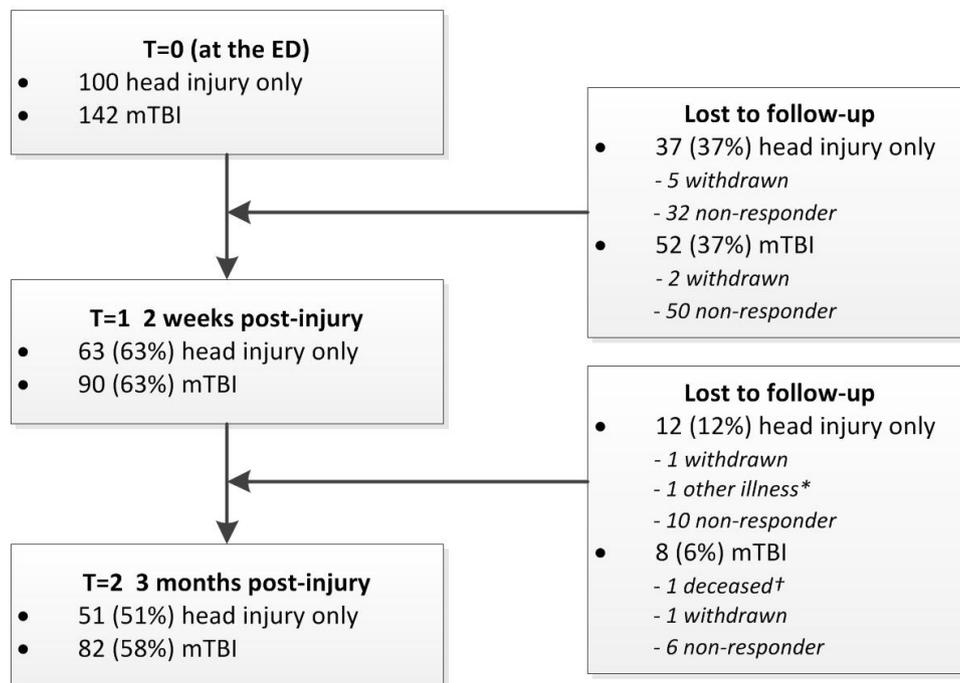 T=0 (at the ED)
• 100 head injury only
• 142 mTBI
Lost to follow-up
• 37 (37%) head injury only
- 5 withdrawn
- 32 non-responder
• 52 (37%) mTBI
- 2 withdrawn
- 50 non-responder
T=1 2 weeks post-injury
• 63 (63%) head injury only
• 90 (63%) mTBI
Lost to follow-up
• 12 (12%) head injury only
- 1 withdrawn
- 1 other illness*
- 10 non-responder
• 8 (6%) mTBI
- 1 deceased†
- 1 withdrawn
- 6 non-responder
T=2 3 months post-injury
• 51 (51%) head injury only
• 82 (58%) mTBI